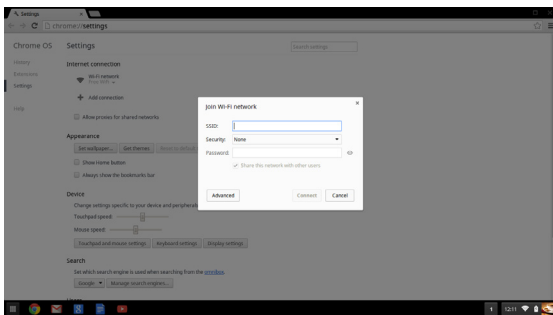 Settings
chrome://settings
Chrome OS
Settings
Search settings
History
Extensions
Settings
Help
Internet connection
Wi-Fi network
Add connection
Allow proxies for shared networks
Appearance
Set wallpaper... Get themes Reset to default
Show Home button
Always show the bookmarks bar
Device
Change settings specific to your device and peripherals
Touchpad speed:
Mouse speed:
Touchpad and mouse settings Keyboard settings Display settings
Search
Set which search engine is used when searching from the omnibox.
Google Manage search engines...
Join Wi-Fi network
SSID:
Security: None
Password:
Share this network with other users
Advanced Connect Cancel
1 12:11